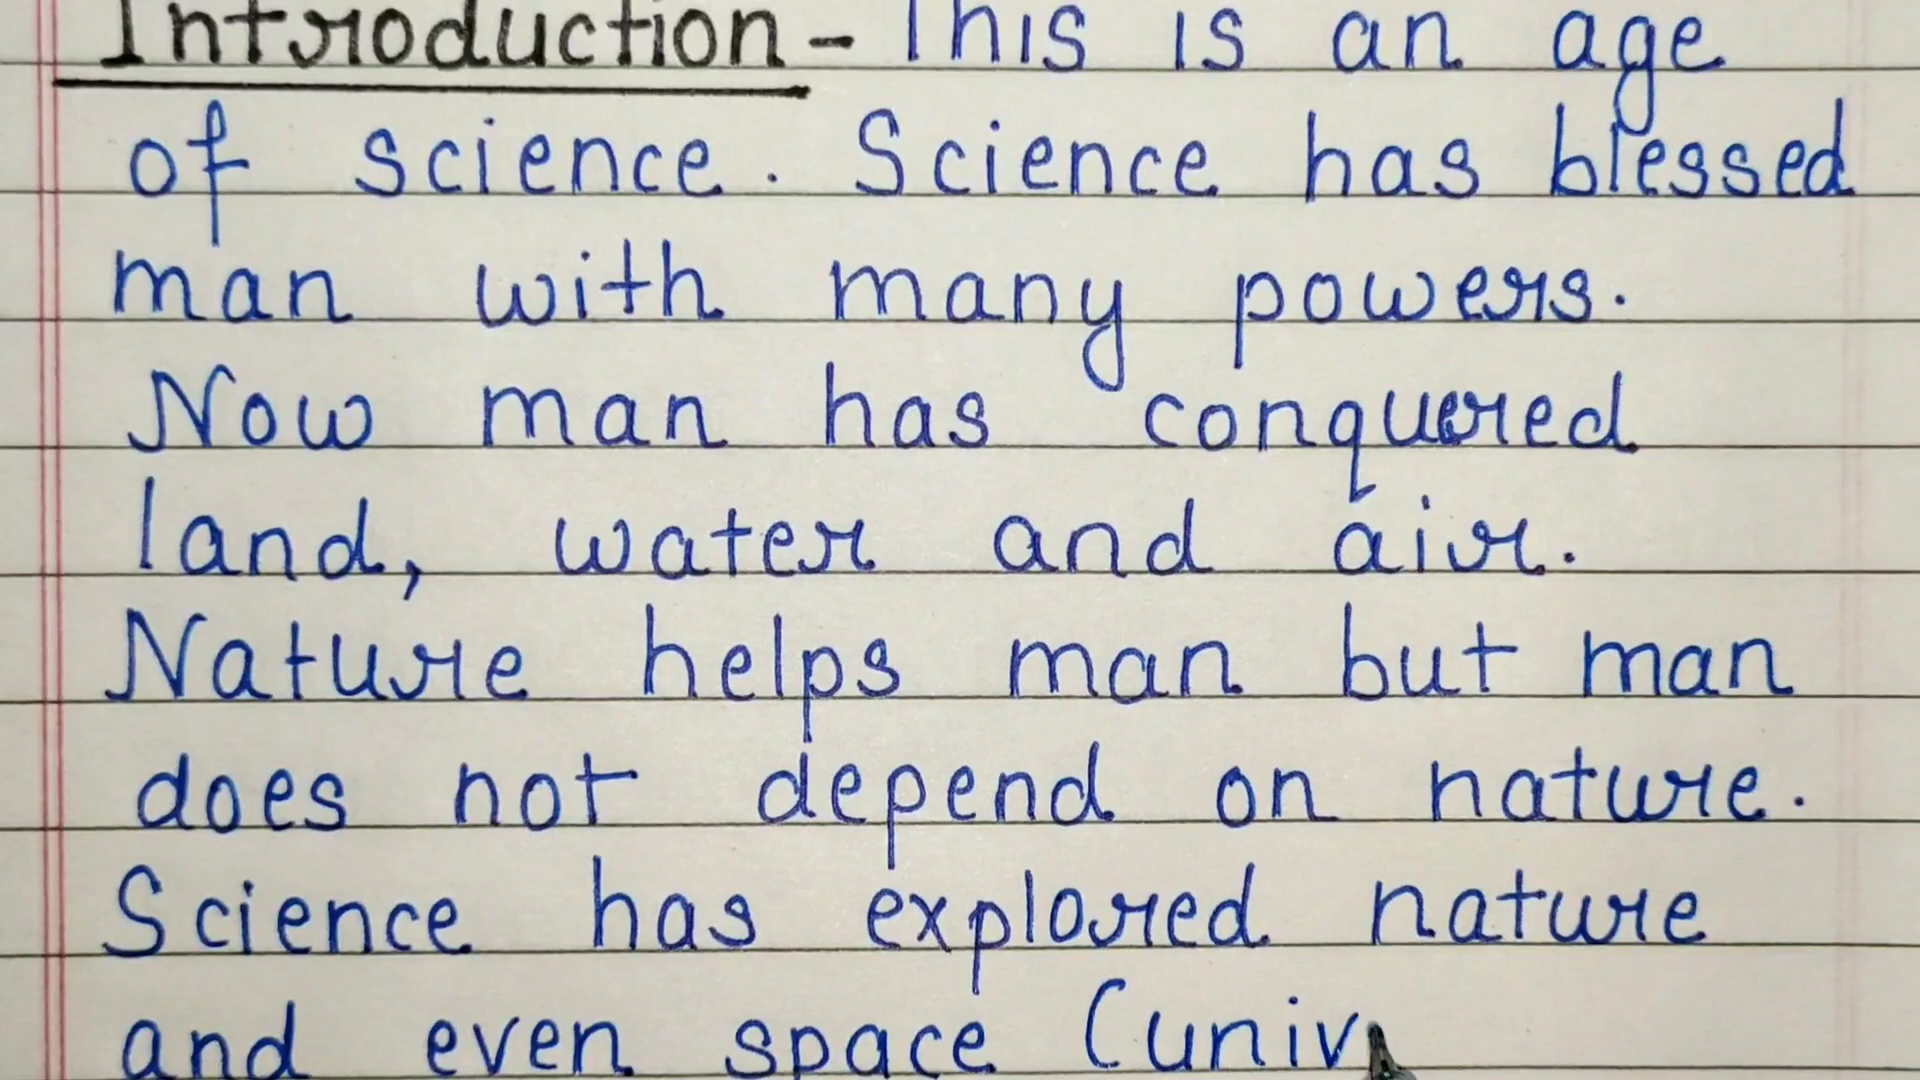 Introduction - This is an age
of science. Science has blessed
man with many powers.
Now man has conquered
land, water and air.
Nature helps man but man
does not depend on nature.
Science has explored nature
and even space (univ